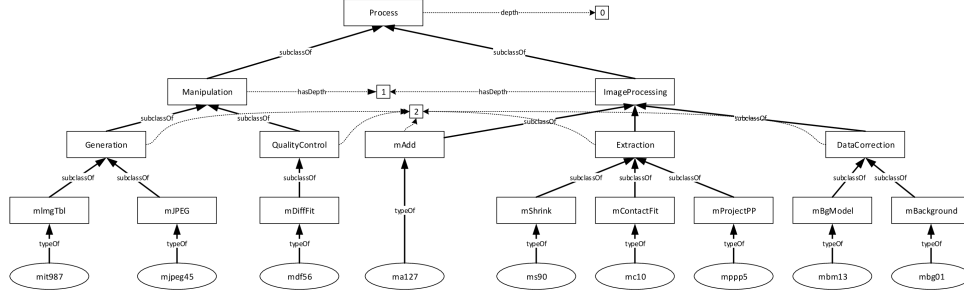 Process
depth
0
subclassOf
subclassOf
Manipulation
hasDepth
1
hasDepth
ImageProcessing
2
subclassOf
subclassOf
subclassOf
subclassOf
Generation
QualityControl
mAdd
Extraction
DataCorrection
subclassOf
subclassOf
subclassOf
subclassOf
subclassOf
subclassOf
subclassOf
subclassOf
mImgTbl
mJPEG
mDiffFit
typeOf
mShrink
mContactFit
mProjectPP
mBgModel
mBackground
typeOf
typeOf
typeOf
typeOf
typeOf
typeOf
typeOf
typeOf
mit987
mjpeg45
mdf56
ma127
ms90
mc10
mppp5
mbm13
mbg01